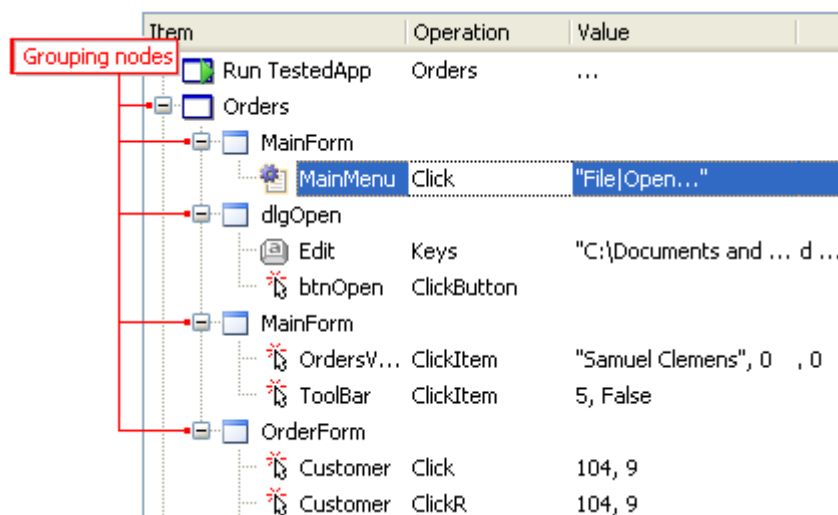 Item Operation Value
Grouping nodes
Run TestedApp Orders ...
Orders
MainForm
MainMenu Click "File|Open..."
dlgOpen
Edit Keys "C:\Documents and ... d ...
btnOpen ClickButton
MainForm
OrdersV... ClickItem "Samuel Clemens", 0 , 0
ToolBar ClickItem 5, False
OrderForm
Customer Click 104, 9
Customer ClickR 104, 9